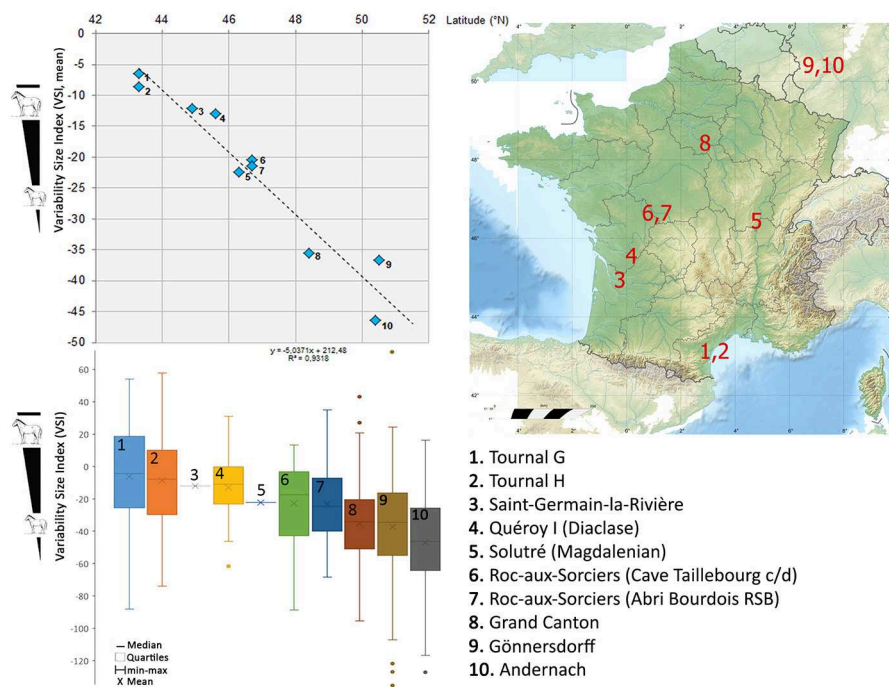 42 44 46 48 50 52 Latitude (°N)
0
-5
-10
-15
-20
-25
-30
-35
-40
-45
-50
Variability Size Index (VSI, mean)
1
2
3
4
6
7
5
8
9
10
y = -5,0371x + 212,48
R² = 0,9318
60
40
20
0
-20
-40
-60
-80
-100
-120
Variability Size Index (VSI)
1
2
3
4
5
6
7
8
9
10
Median
Quartiles
min-max
Mean
9,10
8
6,7
5
4
3
1,2
1. Tournal G
2. Tournal H
3. Saint-Germain-la-Rivière
4. Quéroy I (Diaclase)
5. Solutré (Magdalenian)
6. Roc-aux-Sorciers (Cave Taillebourg c/d)
7. Roc-aux-Sorciers (Abri Bourdois RSB)
8. Grand Canton
9. Gönnersdorff
10. Andernach